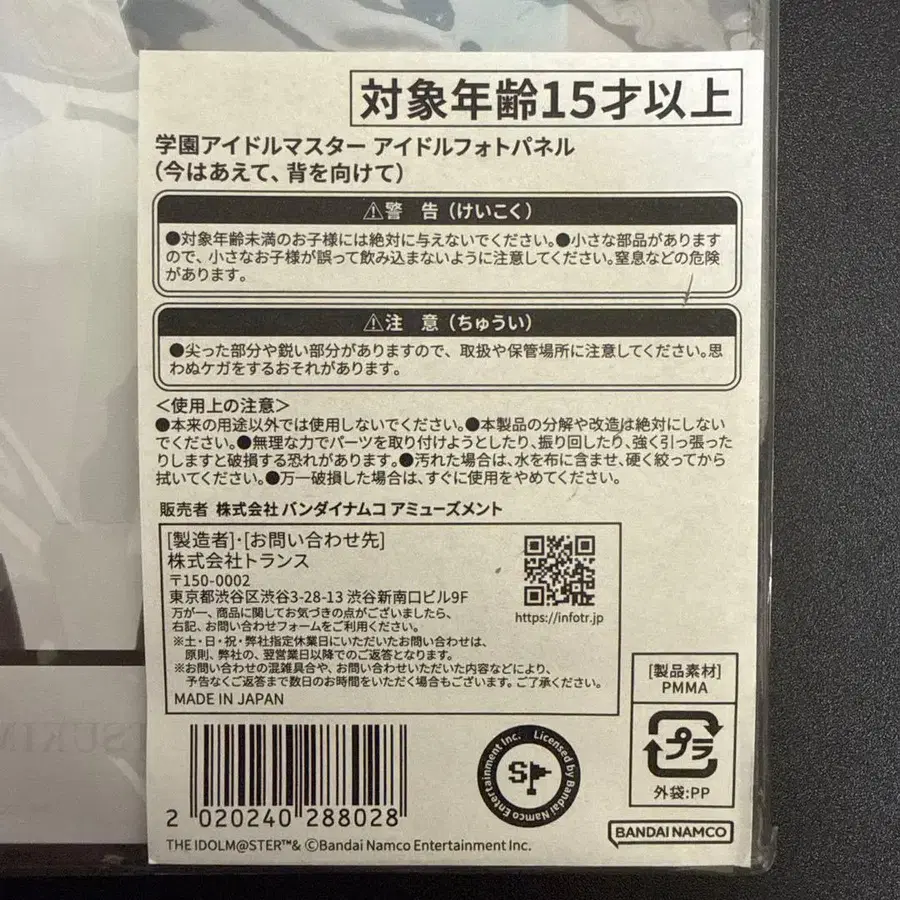 対象年齢15才以上
学園アイドルマスター アイドルフォトパネル
(今はあえて、背を向けて)
⚠警 告 (けいこく)
●対象年齢未満のお子様には絶対に与えないでください。●小さな部品があります
ので、小さなお子様が誤って飲み込まないように注意してください。窒息などの危険
があります。
⚠注 意 (ちゅうい)
●尖った部分や鋭い部分がありますので、取扱や保管場所に注意してください。思
わぬケガをするおそれがあります。
＜使用上の注意＞
●本来の用途以外では使用しないでください。●本製品の分解や改造は絶対にしない
でください。●無理な力でパーツを取り付けようとしたり、振り回したり、強く引っ張った
りしますと破損する恐れがあります。●汚れた場合は、水を布に含ませ、硬く絞ってから
拭いてください。●万一破損した場合は、すぐに使用をやめてください。
販売者 株式会社 バンダイナムコ アミューズメント
[製造者]・[お問い合わせ先]
株式会社トランス
〒150-0002
東京都渋谷区渋谷3-28-13 渋谷新南口ビル9F
万が一、商品に関してお気づきの点がございましたら、
右記、お問い合わせフォームをご利用ください。
※土・日・祝・弊社指定休業日にいただいたお問い合わせは、
原則、弊社の、翌営業日以降でのご返答となります。
※お問い合わせの混雑具合や、お問い合わせいただいた内容などにより、
予告なくご返答まで数日のお時間をいただく場合もございます。ご了承ください。
MADE IN JAPAN
https://infotr.jp
[製品素材]
PMMA
プラ
外袋:PP
2 020240 288028
Licensed by Bandai Namco Entertainment Inc.
S
BANDAI NAMCO
THE IDOLM@STER™& ©Bandai Namco Entertainment Inc.